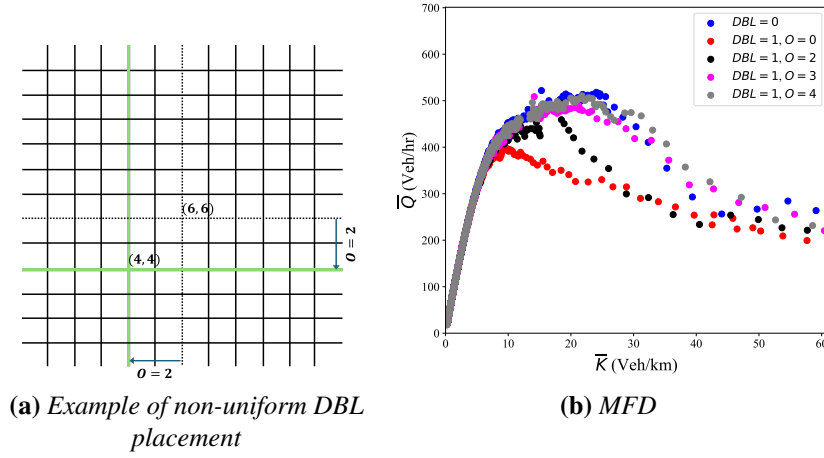 (6, 6)
(4, 4)
O = 2
O = 2
(a) Example of non-uniform DBL
placement
700
600
500
400
300
200
100
0
Q̅ (Veh/hr)
0 10 20 30 40 50 60
K̅ (Veh/km)
DBL = 0
DBL = 1, O = 0
DBL = 1, O = 2
DBL = 1, O = 3
DBL = 1, O = 4
(b) MFD